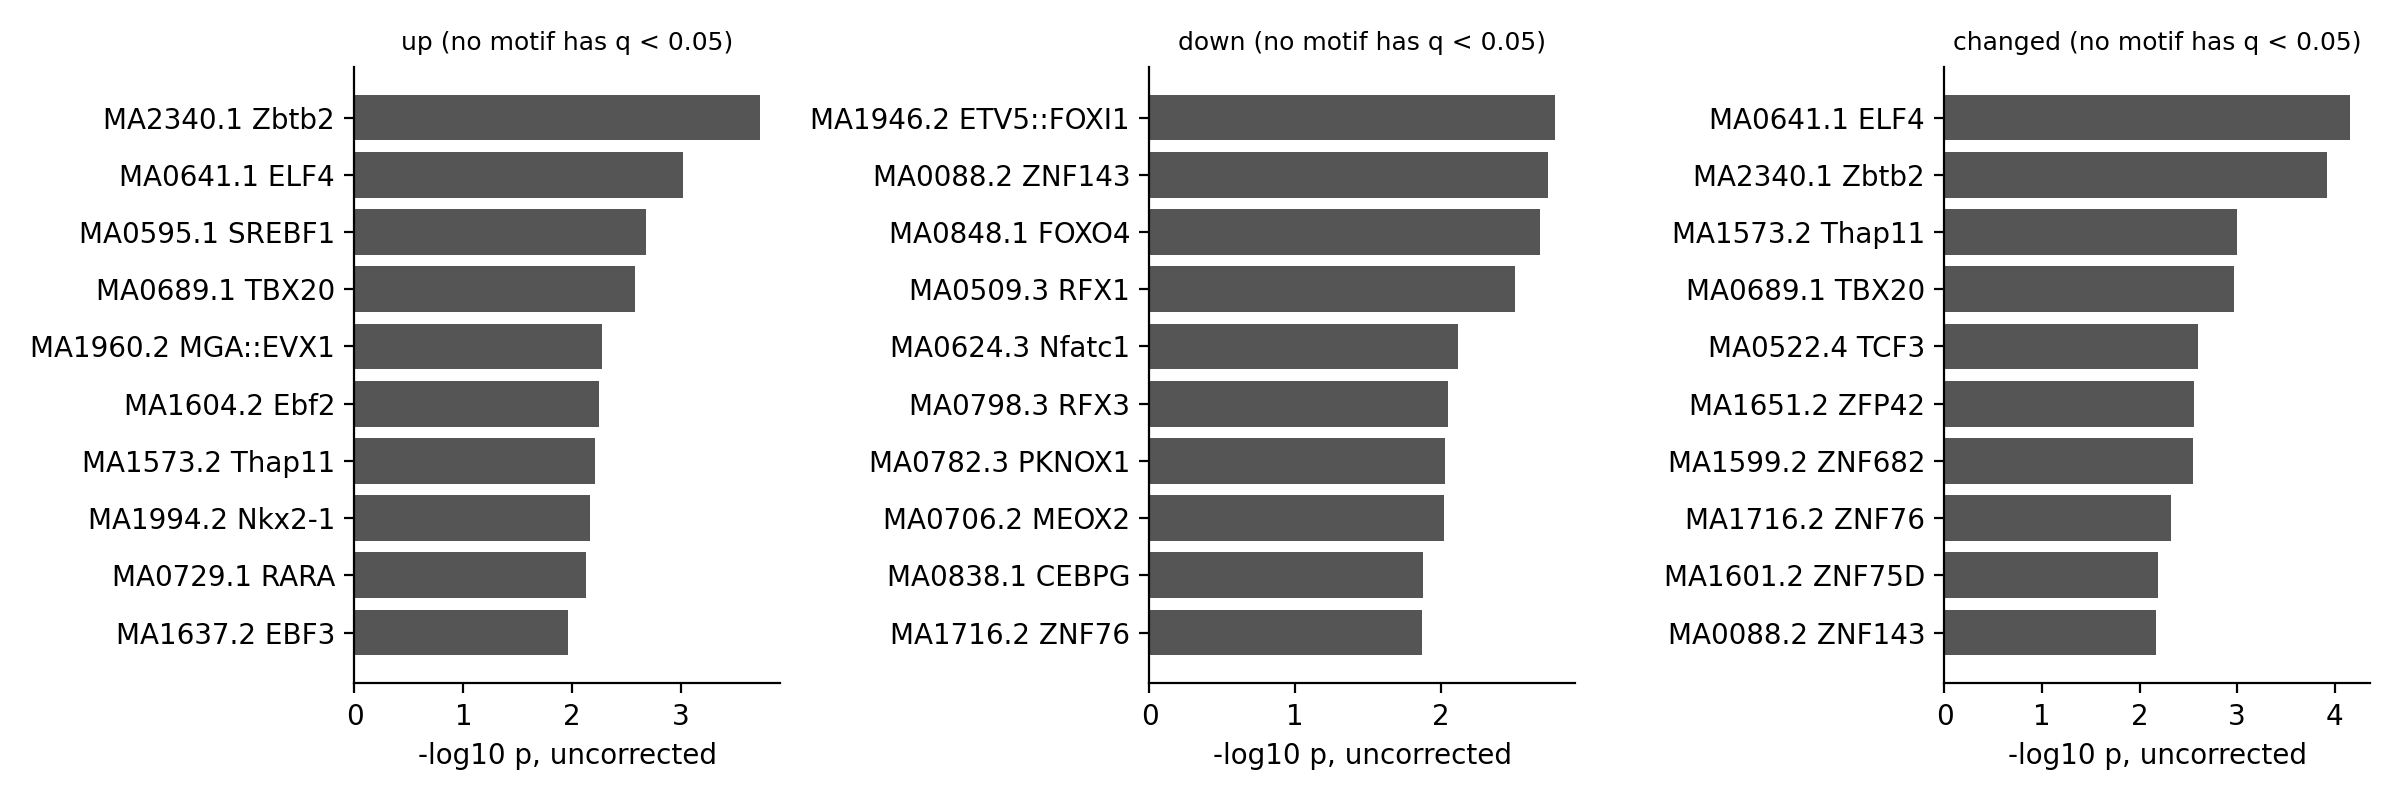 up (no motif has q < 0.05)
MA2340.1 Zbtb2
MA0641.1 ELF4
MA0595.1 SREBF1
MA0689.1 TBX20
MA1960.2 MGA::EVX1
MA1604.2 Ebf2
MA1573.2 Thap11
MA1994.2 Nkx2-1
MA0729.1 RARA
MA1637.2 EBF3
0 1 2 3
-log10 p, uncorrected
down (no motif has q < 0.05)
MA1946.2 ETV5::FOXI1
MA0088.2 ZNF143
MA0848.1 FOXO4
MA0509.3 RFX1
MA0624.3 Nfatc1
MA0798.3 RFX3
MA0782.3 PKNOX1
MA0706.2 MEOX2
MA0838.1 CEBPG
MA1716.2 ZNF76
0 1 2
-log10 p, uncorrected
changed (no motif has q < 0.05)
MA0641.1 ELF4
MA2340.1 Zbtb2
MA1573.2 Thap11
MA0689.1 TBX20
MA0522.4 TCF3
MA1651.2 ZFP42
MA1599.2 ZNF682
MA1716.2 ZNF76
MA1601.2 ZNF75D
MA0088.2 ZNF143
0 1 2 3 4
-log10 p, uncorrected